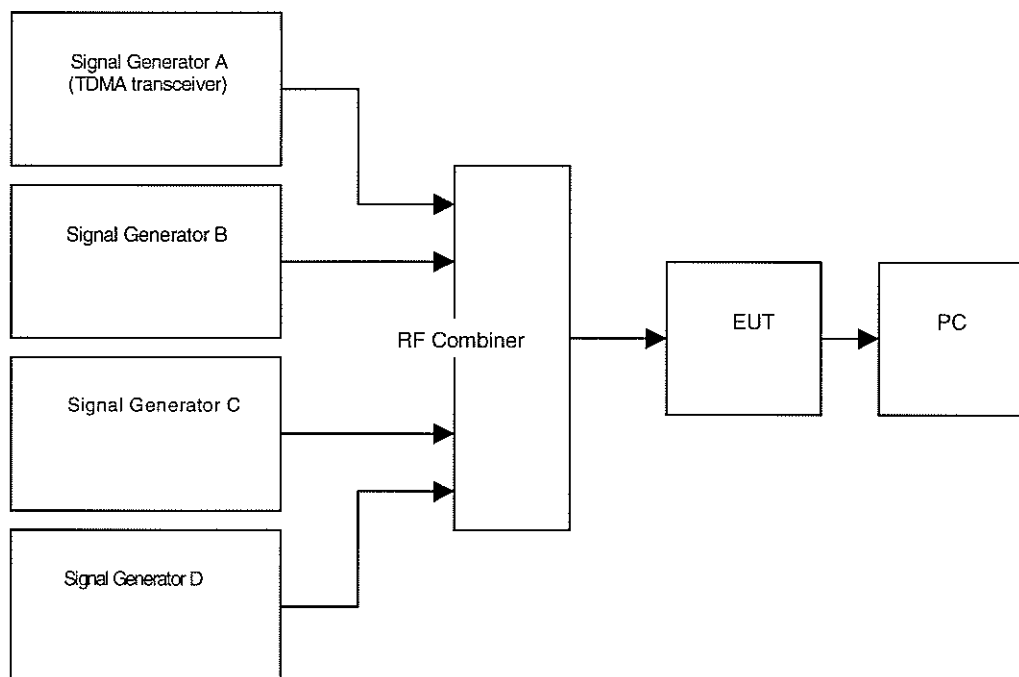 Signal Generator A
(TDMA transceiver)
Signal Generator B
Signal Generator C
Signal Generator D
RF Combiner
EUT
PC